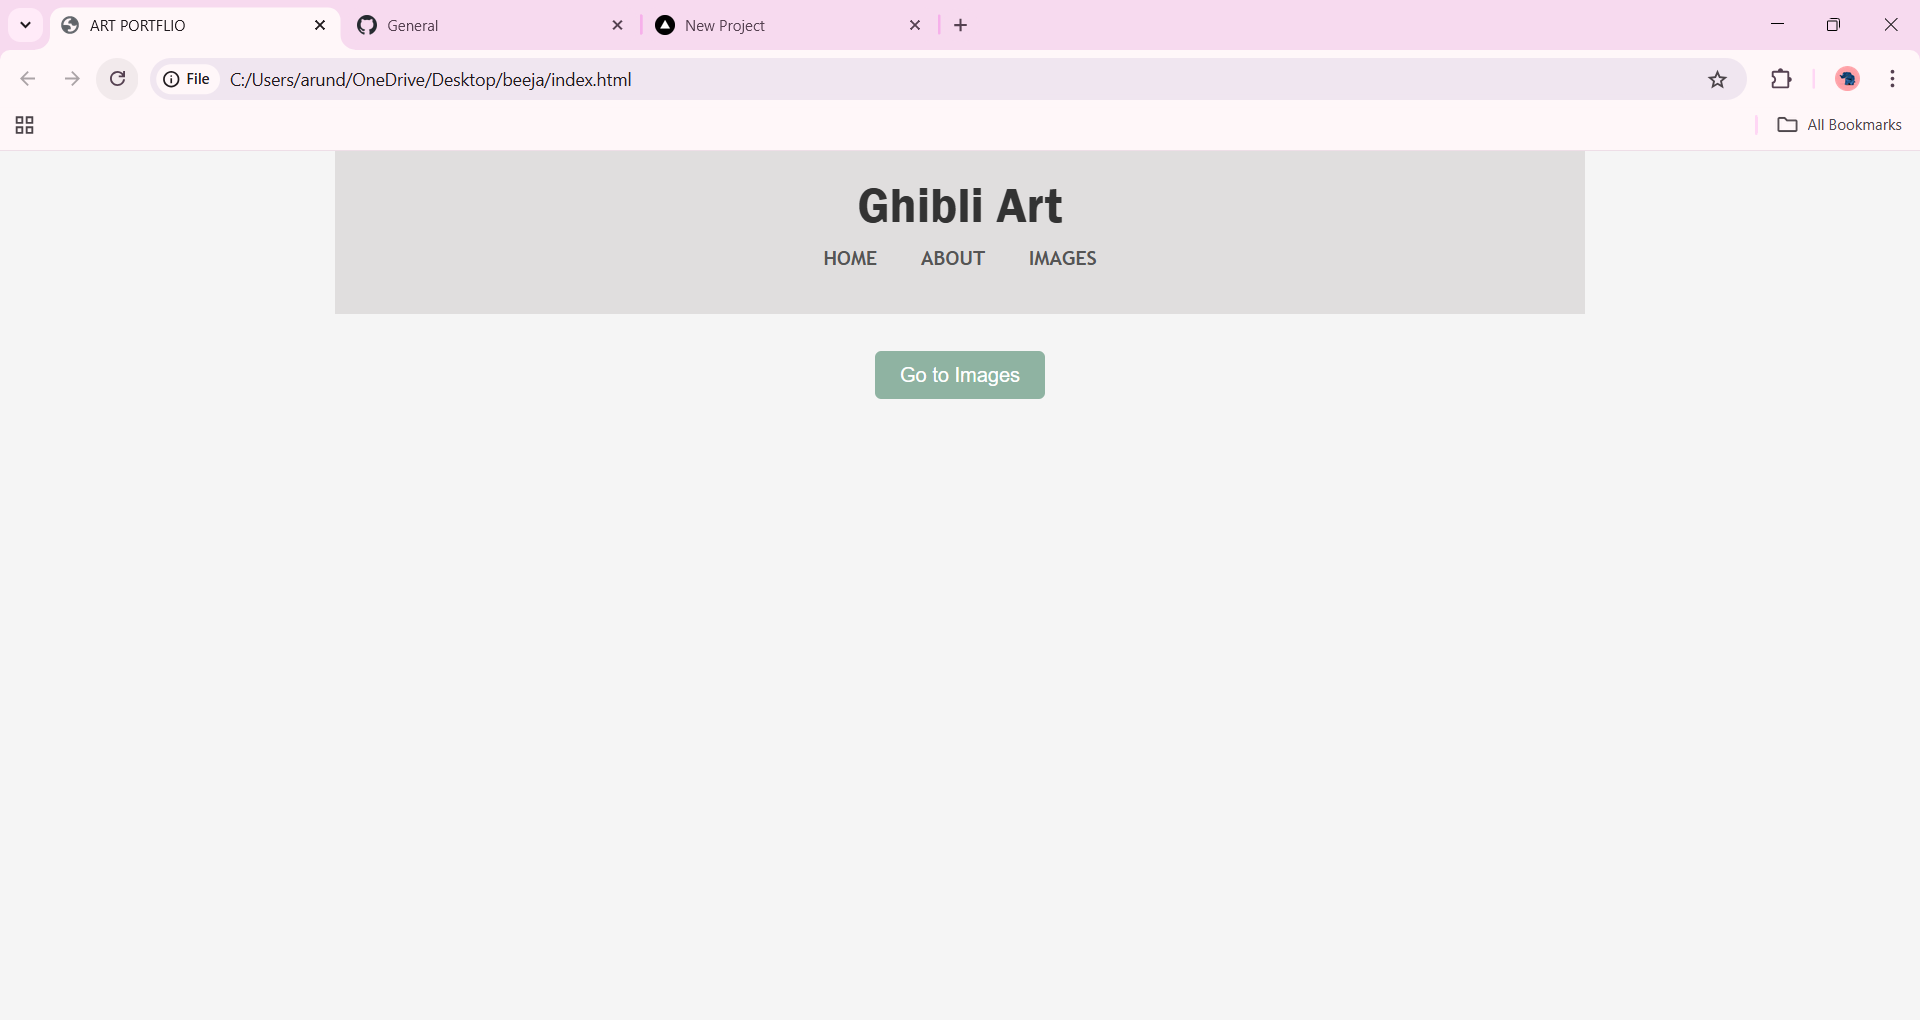 ART PORTFLIO
General
New Project
File
C:/Users/arund/OneDrive/Desktop/beeja/index.html
All Bookmarks
Ghibli Art
HOME ABOUT IMAGES
Go to Images